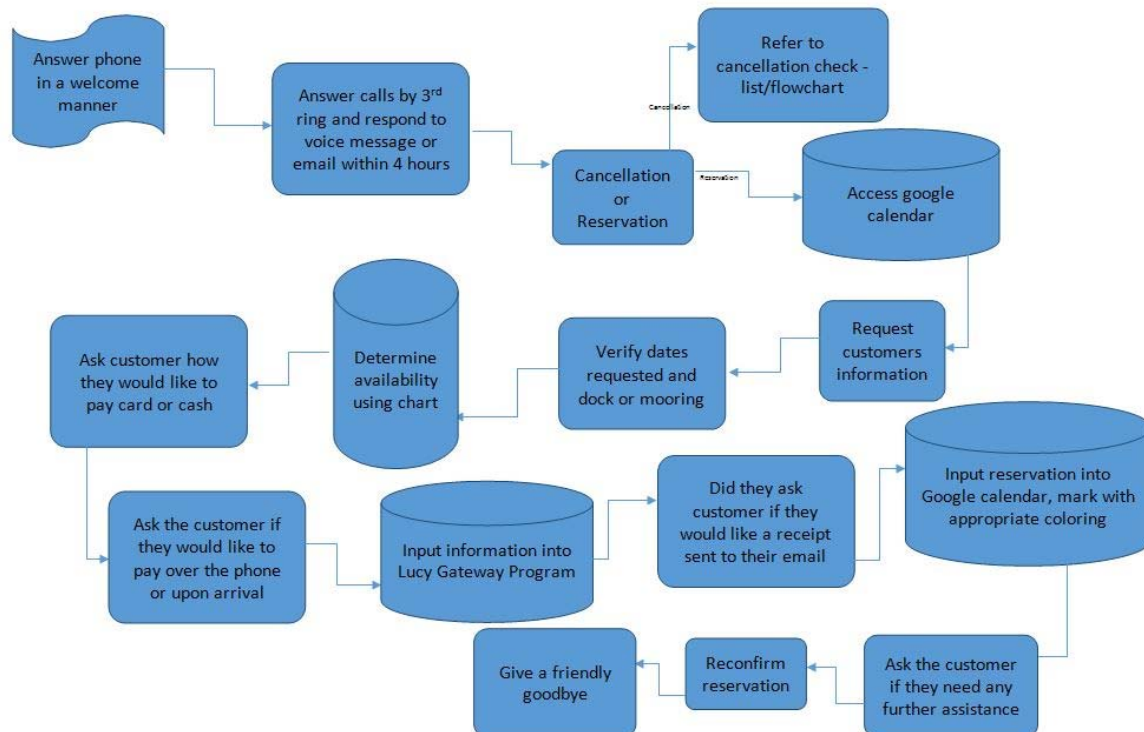 Answer phone
in a welcome
manner
Answer calls by 3rd
ring and respond to
voice message or
email within 4 hours
Cancellation
or
Reservation
Cancellation
Refer to
cancellation check -
list/flowchart
Reservation
Access google
calendar
Request
customers
information
Verify dates
requested and
dock or mooring
Determine
availability
using chart
Ask customer how
they would like to
pay card or cash
Ask the customer if
they would like to
pay over the phone
or upon arrival
Input information into
Lucy Gateway Program
Did they ask
customer if they
would like a receipt
sent to their email
Input reservation into
Google calendar, mark with
appropriate coloring
Ask the customer
if they need any
further assistance
Reconfirm
reservation
Give a friendly
goodbye